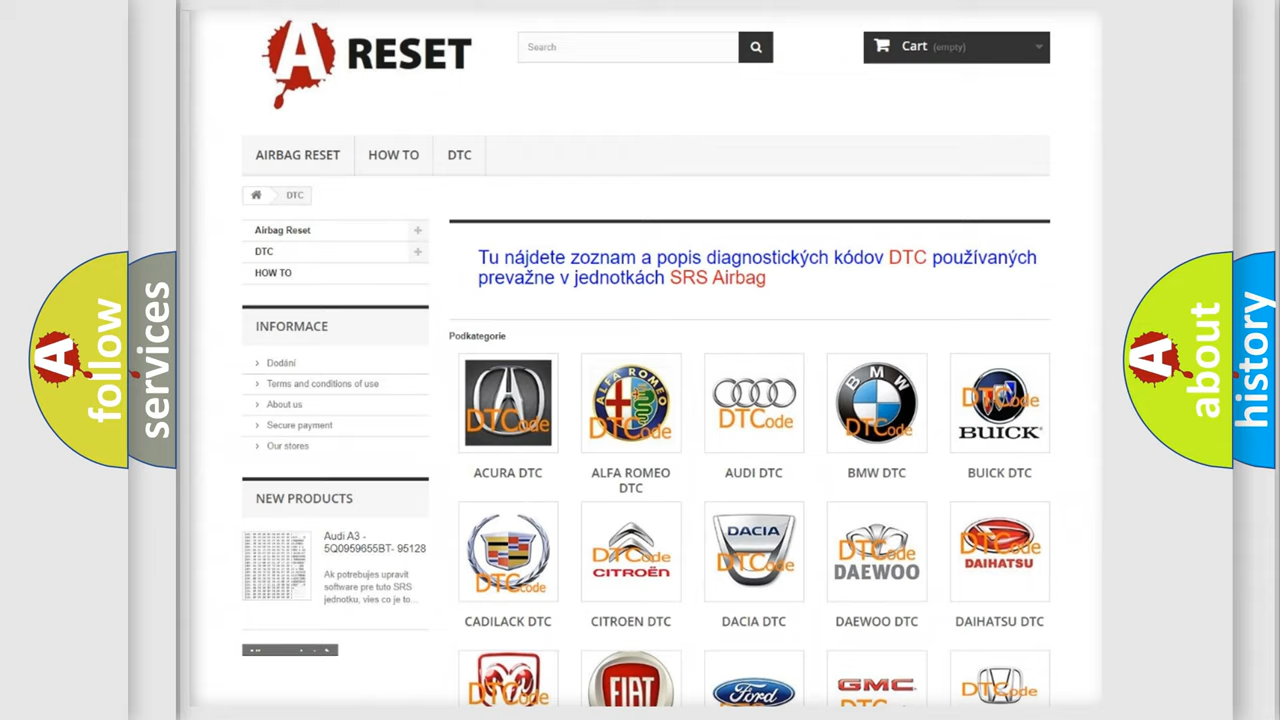 A RESET
Search
Cart (empty)
AIRBAG RESET
HOW TO
DTC
DTC
Airbag Reset
DTC
HOW TO
Tu nájdete zoznam a popis diagnostických kódov DTC používaných
prevažne v jednotkách SRS Airbag
INFORMACE
Dodání
Terms and conditions of use
About us
Secure payment
Our stores
NEW PRODUCTS
Audi A3 -
5Q0959655BT- 95128
Ak potrebujes upravit
software pre tuto SRS
jednotku, vies co je to...
Podkategorie
DTCode
ALFA ROMEO
DTCode
DTCode
BMW
DTCode
DTCode
BUICK
ACURA DTC
ALFA ROMEO
DTC
AUDI DTC
BMW DTC
BUICK DTC
DTCode
DTCode
CITROËN
DACIA
DTCode
DTCode
DAEWOO
DTCode
DAIHATSU
CADILACK DTC
CITROEN DTC
DACIA DTC
DAEWOO DTC
DAIHATSU DTC
DTCode
FIAT
Ford
GMC
DTCode
A follow
services
A about
history